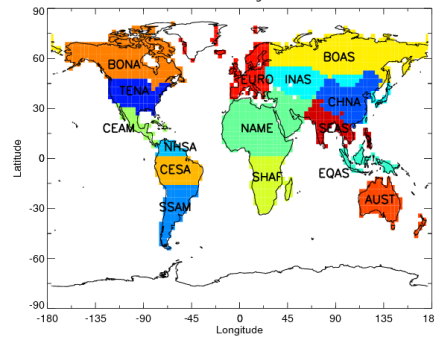 90
60
30
0
-30
-60
-90
Latitude
BONA
TENA
CEAM
NHSA
CESA
SSAM
EURO
NAME
SHAF
BOAS
INAS
CHNA
SEAS
EQAS
AUST
-180 -135 -90 -45 0 45 90 135 18
Longitude